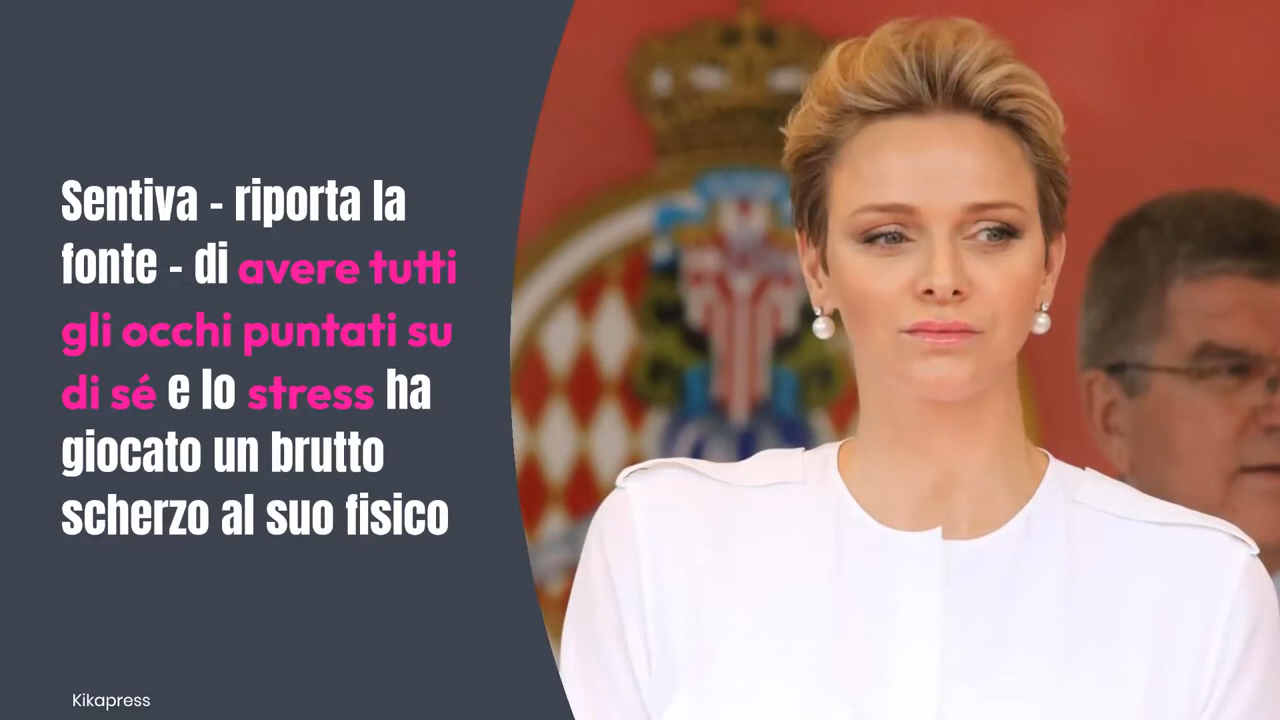 Sentiva - riporta la
fonte - di avere tutti
gli occhi puntati su
di sé e lo stress ha
giocato un brutto
scherzo al suo fisico
Kikapress